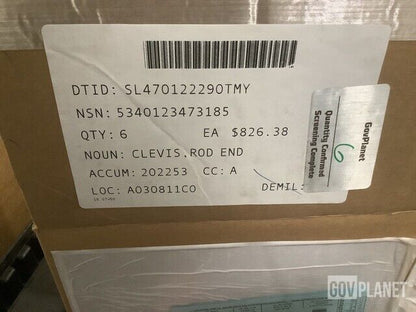 DTID: SL470122290TMY
NSN: 5340123473185
QTY: 6 EA $826.38
NOUN: CLEVIS,ROD END
ACCUM: 202253 CC: A
LOC: A030811C0 DEMIL:
GovPlanet
6
Quantity Confirmed
Screening Complete
GOVPLANET